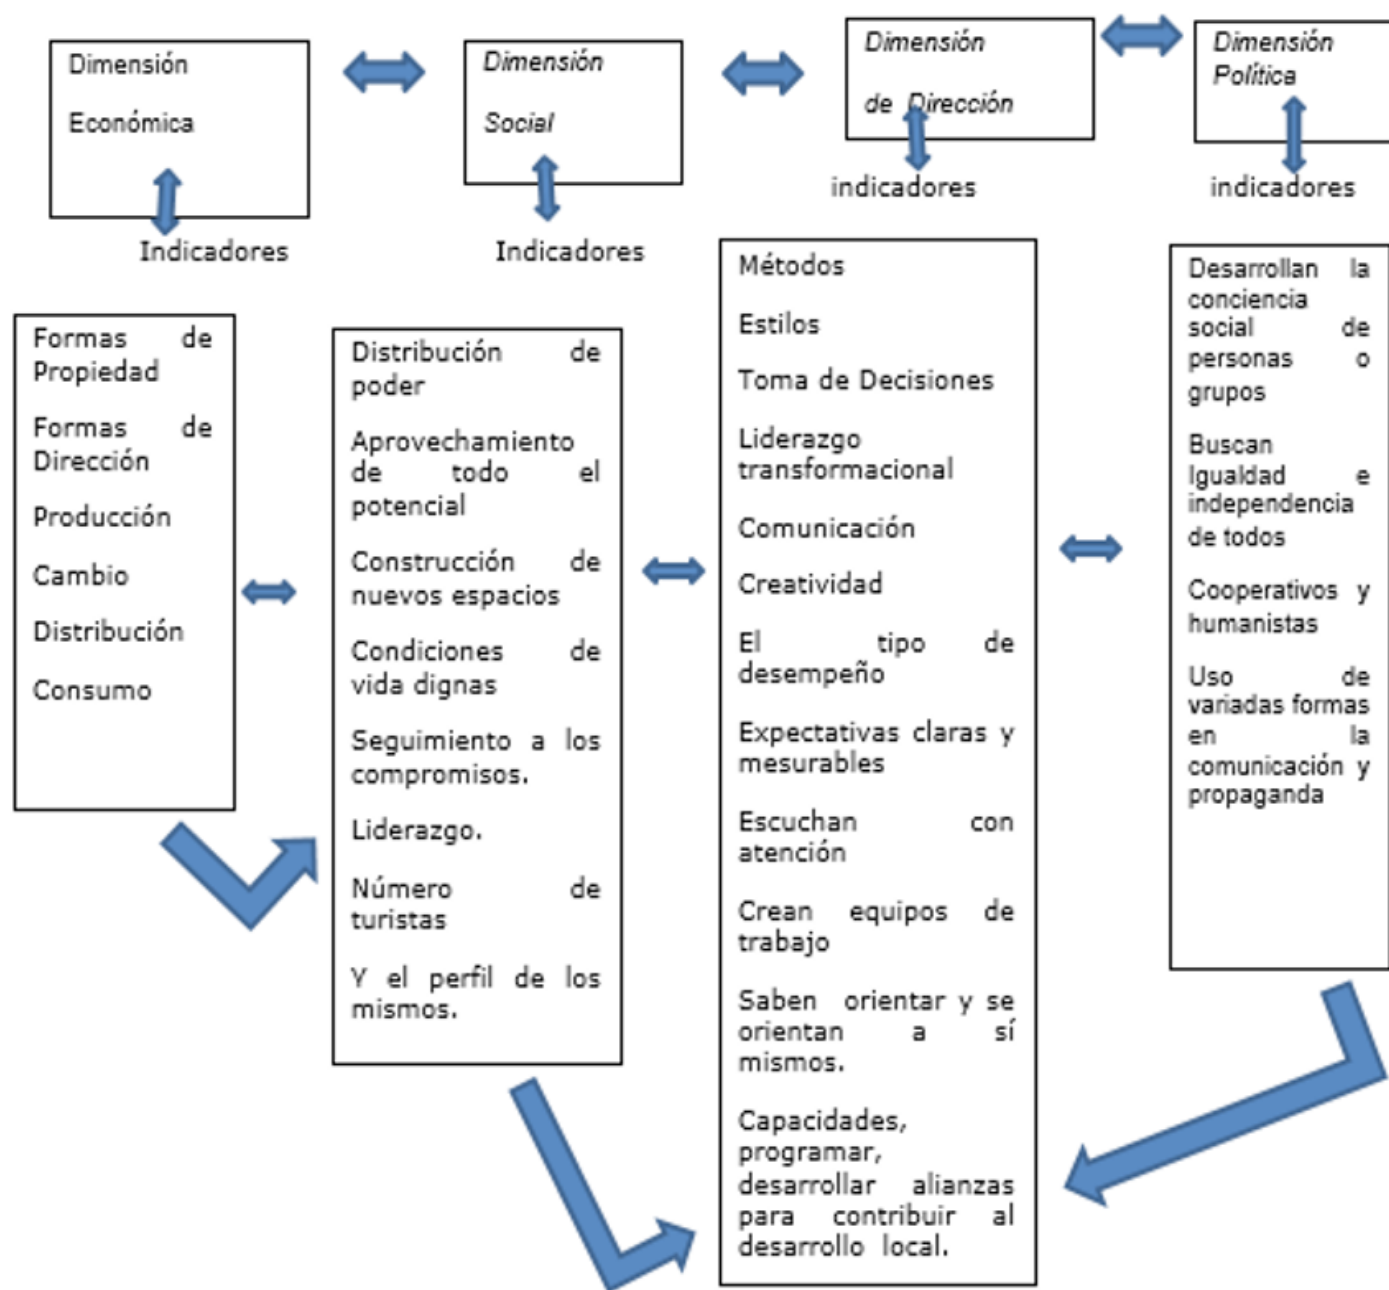 Dimensión
Económica
Dimensión
Social
Dimensión
de Dirección
Dimensión
Política
Indicadores
Indicadores
indicadores
indicadores
Formas de
Propiedad
Formas de
Dirección
Producción
Cambio
Distribución
Consumo
Distribución de
poder
Aprovechamiento
de todo el
potencial
Construcción de
nuevos espacios
Condiciones de
vida dignas
Seguimiento a los
compromisos.
Liderazgo.
Número de
turistas
Y el perfil de los
mismos.
Métodos
Estilos
Toma de Decisiones
Liderazgo
transformacional
Comunicación
Creatividad
El tipo de
desempeño
Expectativas claras y
mesurables
Escuchan con
atención
Crean equipos de
trabajo
Saben orientar y se
orientan a sí
mismos.
Capacidades,
programar,
desarrollar alianzas
para contribuir al
desarrollo local.
Desarrollan la
conciencia
social de
personas o
grupos
Buscan
Igualdad e
independencia
de todos
Cooperativos y
humanistas
Uso de
variadas formas
en la
comunicación y
propaganda